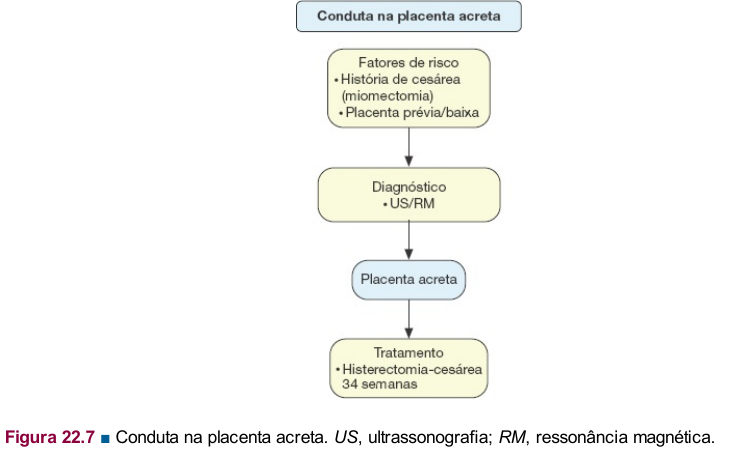 Conduta na placenta acreta
Fatores de risco
• História de cesárea
(miomectomia)
• Placenta prévia/baixa
Diagnóstico
• US/RM
Placenta acreta
Tratamento
• Histerectomia-cesárea
34 semanas
Figura 22.7 ■ Conduta na placenta acreta. US, ultrassonografia; RM, ressonância magnética.